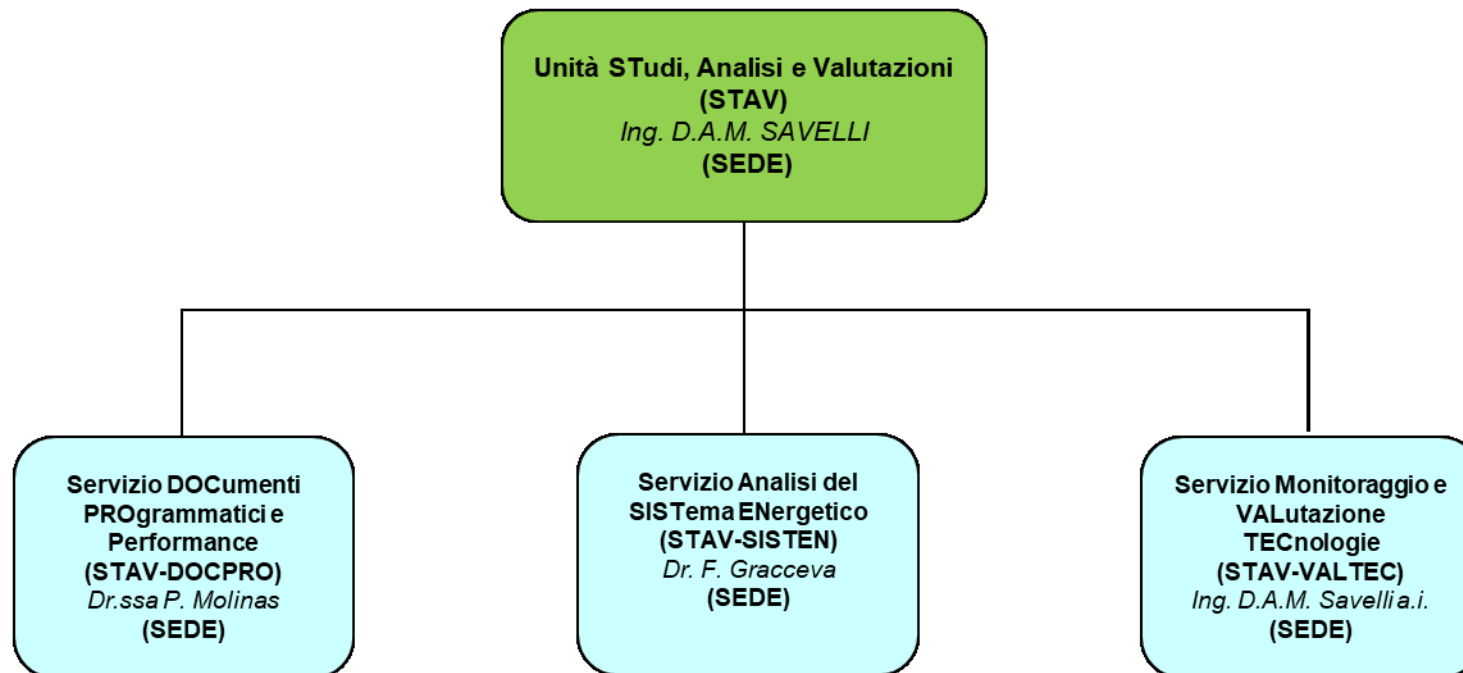 Unità STudi, Analisi e Valutazioni
(STAV)
Ing. D.A.M. SAVELLI
(SEDE)
Servizio DOCumenti
PROgrammatici e
Performance
(STAV-DOCPRO)
Dr.ssa P. Molinas
(SEDE)
Servizio Analisi del
SISTema ENergetico
(STAV-SISTEN)
Dr. F. Gracceva
(SEDE)
Servizio Monitoraggio e
VALutazione
TECnologie
(STAV-VALTEC)
Ing. D.A.M. Savelli a.i.
(SEDE)